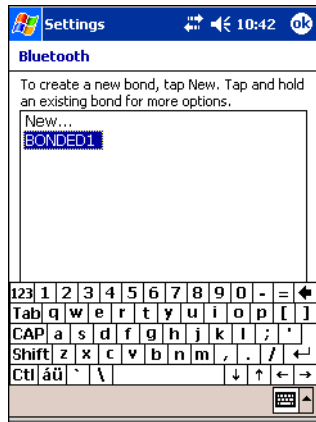 Settings 10:42 ok
Bluetooth
To create a new bond, tap New. Tap and hold
an existing bond for more options.
New...
BONDED1
123 1 2 3 4 5 6 7 8 9 0 - = 
Tab q w e r t y u i o p [ ]
CAP a s d f g h j k l ; '
Shift z x c v b n m , . /
Ctl áü ` \ ↓ ↑ ← →